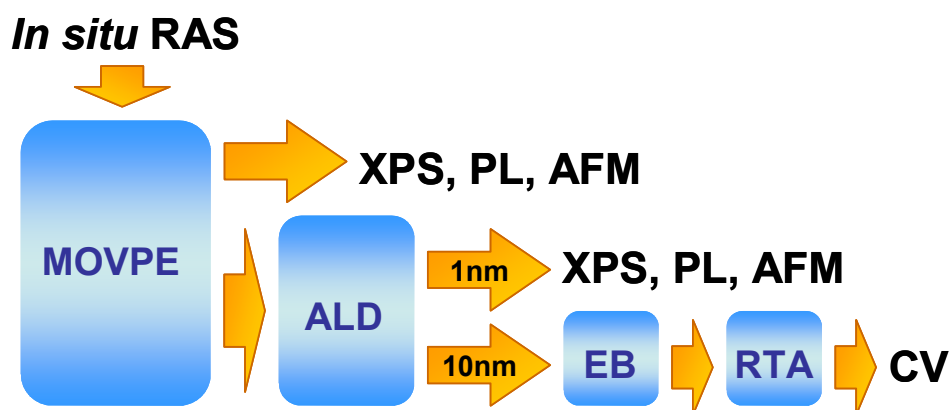 In situ RAS
XPS, PL, AFM
MOVPE
ALD
1nm
XPS, PL, AFM
10nm
EB
RTA
CV